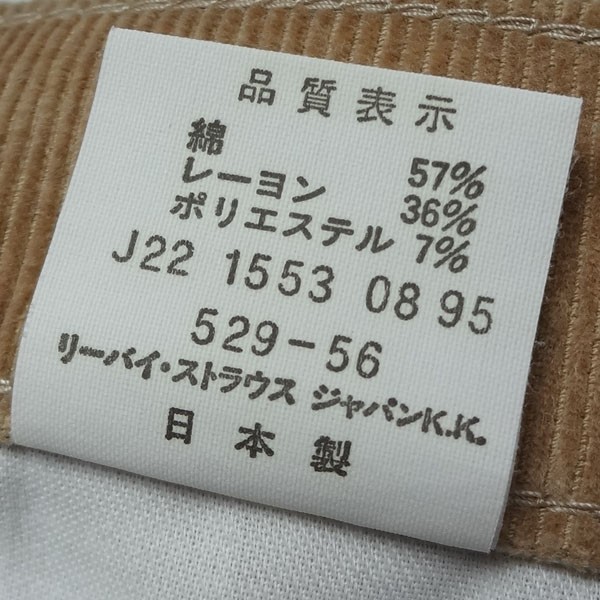 品質表示
綿 57%
レーヨン 36%
ポリエステル 7%
J22 1553 08 95
529-56
リーバイ・ストラウス ジャパンK.K.
日本製